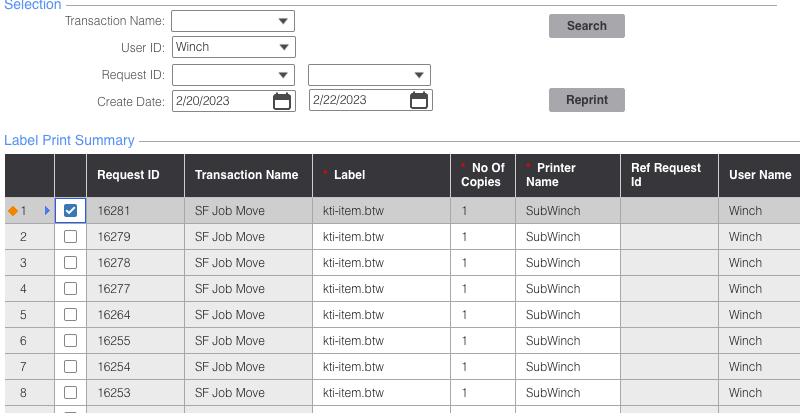 Selection
Transaction Name:
Search
User ID: Winch
Request ID:
Create Date: 2/20/2023 2/22/2023
Reprint
Label Print Summary
Request ID Transaction Name * Label * No Of Copies * Printer Name Ref Request Id User Name
1 16281 SF Job Move kti-item.btw 1 SubWinch Winch
2 16279 SF Job Move kti-item.btw 1 SubWinch Winch
3 16278 SF Job Move kti-item.btw 1 SubWinch Winch
4 16277 SF Job Move kti-item.btw 1 SubWinch Winch
5 16264 SF Job Move kti-item.btw 1 SubWinch Winch
6 16255 SF Job Move kti-item.btw 1 SubWinch Winch
7 16254 SF Job Move kti-item.btw 1 SubWinch Winch
8 16253 SF Job Move kti-item.btw 1 SubWinch Winch